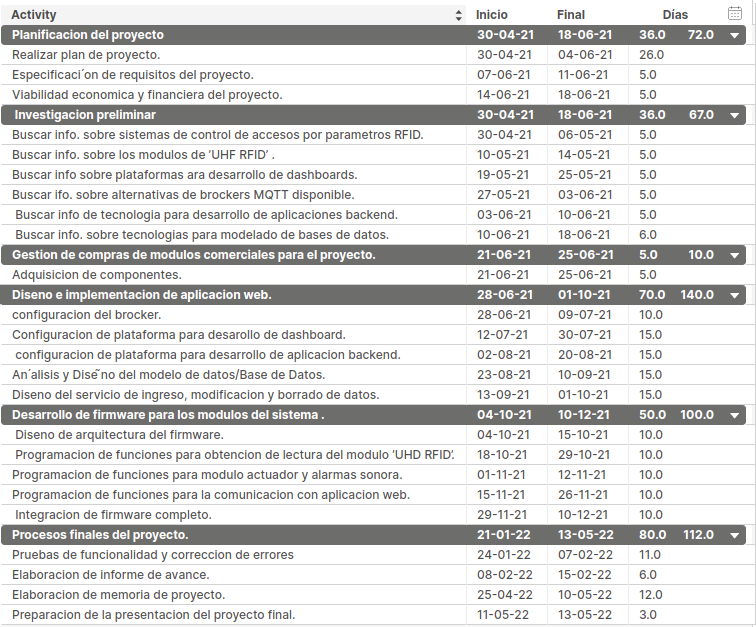 Activity Inicio Final Días
Planificacion del proyecto 30-04-21 18-06-21 36.0 72.0
Realizar plan de proyecto. 30-04-21 04-06-21 26.0
Especificaci´on de requisitos del proyecto. 07-06-21 11-06-21 5.0
Viabilidad economica y financiera del proyecto. 14-06-21 18-06-21 5.0
Investigacion preliminar 30-04-21 18-06-21 36.0 67.0
Buscar info. sobre sistemas de control de accesos por parametros RFID. 30-04-21 06-05-21 5.0
Buscar info. sobre los modulos de ’UHF RFID’ . 10-05-21 14-05-21 5.0
Buscar info sobre plataformas ara desarrollo de dashboards. 19-05-21 25-05-21 5.0
Buscar ifo. sobre alternativas de brockers MQTT disponible. 27-05-21 03-06-21 5.0
Buscar info de tecnologia para desarrollo de aplicaciones backend. 03-06-21 10-06-21 5.0
Buscar info. sobre tecnologias para modelado de bases de datos. 10-06-21 18-06-21 6.0
Gestion de compras de modulos comerciales para el proyecto. 21-06-21 25-06-21 5.0 10.0
Adquisicion de componentes. 21-06-21 25-06-21 5.0
Diseno e implementacion de aplicacion web. 28-06-21 01-10-21 70.0 140.0
configuracion del brocker. 28-06-21 09-07-21 10.0
Configuracion de plataforma para desarollo de dashboard. 12-07-21 30-07-21 15.0
configuracion de plataforma para desarrollo de aplicacion backend. 02-08-21 20-08-21 15.0
An´alisis y Dise˜no del modelo de datos/Base de Datos. 23-08-21 10-09-21 15.0
Diseno del servicio de ingreso, modificacion y borrado de datos. 13-09-21 01-10-21 15.0
Desarrollo de firmware para los modulos del sistema . 04-10-21 10-12-21 50.0 100.0
Diseno de arquitectura del firmware. 04-10-21 15-10-21 10.0
Programacion de funciones para obtencion de lectura del modulo ’UHD RFID’. 18-10-21 29-10-21 10.0
Programacion de funciones para modulo actuador y alarmas sonora. 01-11-21 12-11-21 10.0
Programacion de funciones para la comunicacion con aplicacion web. 15-11-21 26-11-21 10.0
Integracion de firmware completo. 29-11-21 10-12-21 10.0
Procesos finales del proyecto. 21-01-22 13-05-22 80.0 112.0
Pruebas de funcionalidad y correccion de errores 24-01-22 07-02-22 11.0
Elaboracion de informe de avance. 08-02-22 15-02-22 6.0
Elaboracion de memoria de proyecto. 25-04-22 10-05-22 12.0
Preparacion de la presentacion del proyecto final. 11-05-22 13-05-22 3.0